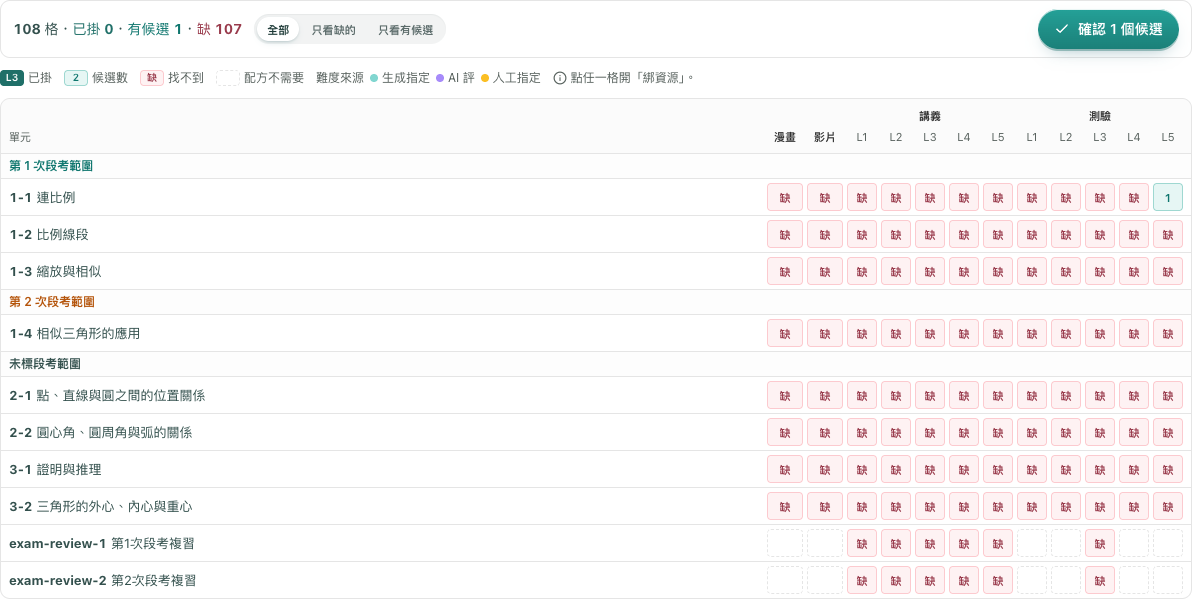 108 格 · 已掛 0 · 有候選 1 · 缺 107 全部 只看缺的 只看有候選 確認 1 個候選
L3 已掛 2 候選數 缺 找不到 配方不需要 難度來源 生成指定 AI 評 人工指定 點任一格開「綁資源」。
講義 測驗
單元 漫畫 影片 L1 L2 L3 L4 L5 L1 L2 L3 L4 L5
第 1 次段考範圍
1-1 連比例 缺 缺 缺 缺 缺 缺 缺 缺 缺 缺 缺 1
1-2 比例線段 缺 缺 缺 缺 缺 缺 缺 缺 缺 缺 缺 缺
1-3 縮放與相似 缺 缺 缺 缺 缺 缺 缺 缺 缺 缺 缺 缺
第 2 次段考範圍
1-4 相似三角形的應用 缺 缺 缺 缺 缺 缺 缺 缺 缺 缺 缺 缺
未標段考範圍
2-1 點、直線與圓之間的位置關係 缺 缺 缺 缺 缺 缺 缺 缺 缺 缺 缺 缺
2-2 圓心角、圓周角與弧的關係 缺 缺 缺 缺 缺 缺 缺 缺 缺 缺 缺 缺
3-1 證明與推理 缺 缺 缺 缺 缺 缺 缺 缺 缺 缺 缺 缺
3-2 三角形的外心、內心與重心 缺 缺 缺 缺 缺 缺 缺 缺 缺 缺 缺 缺
exam-review-1 第1次段考複習 缺 缺 缺 缺 缺 缺
exam-review-2 第2次段考複習 缺 缺 缺 缺 缺 缺